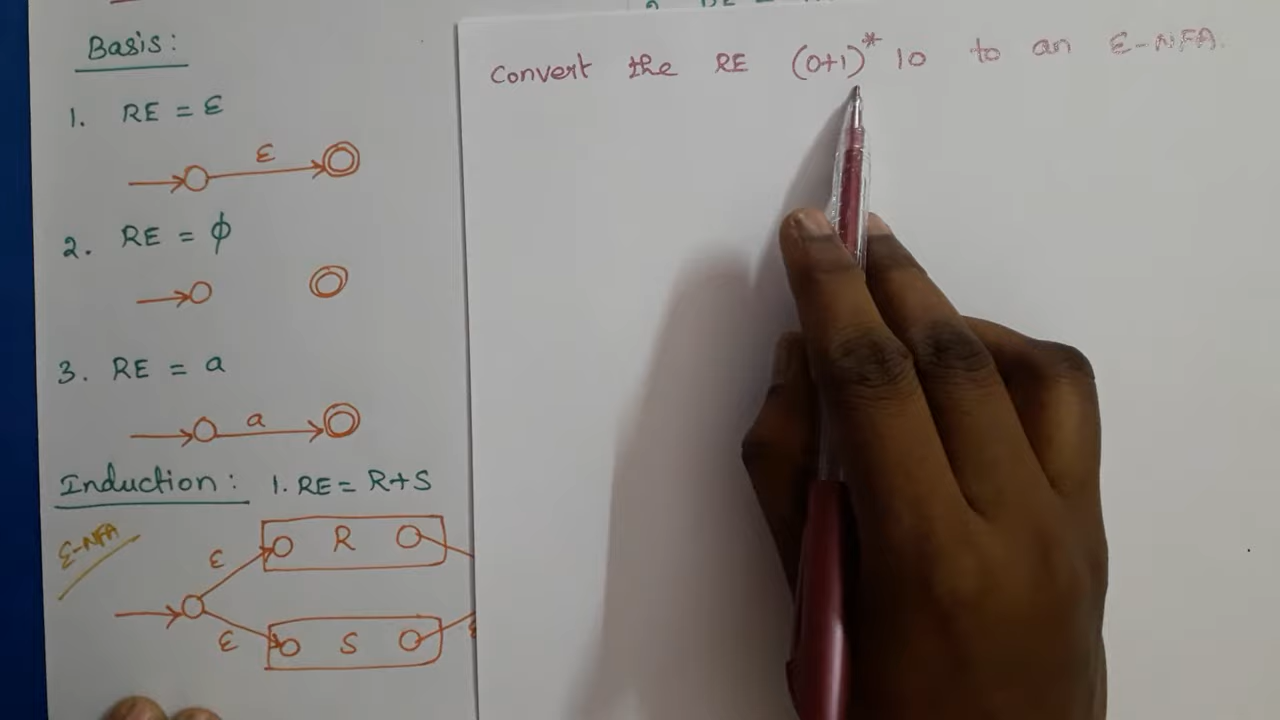 Basis:
1. RE = ε
ε
2. RE = φ
3. RE = a
a
Induction: 1. RE = R+S
ε-NFA
ε
R
ε
S
Convert the RE (0+1)* 10 to an ε-NFA.